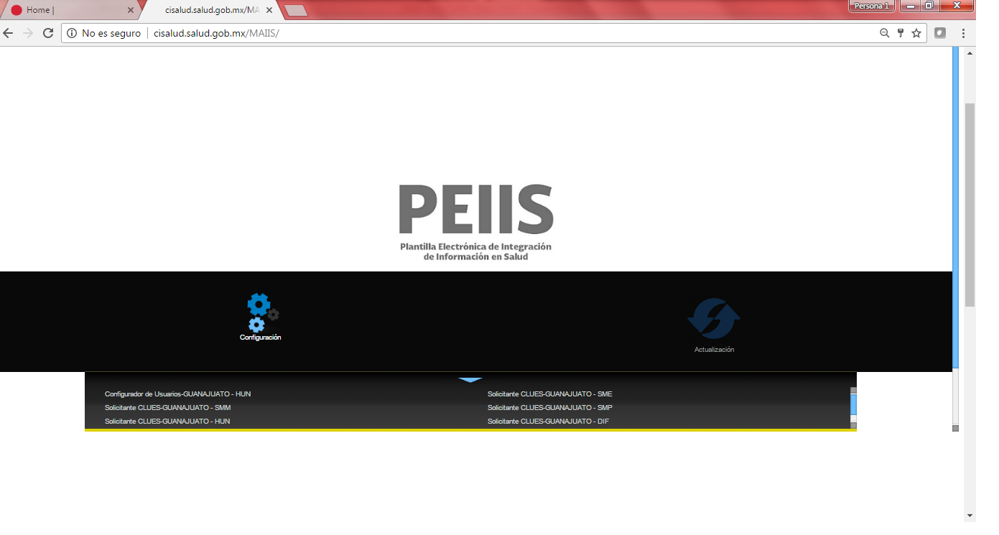 Home |
cisalud.salud.gob.mx/MA
Persona 1
No es seguro | cisalud.salud.gob.mx/MAIIS/
PEIIS
Plantilla Electrónica de Integración
de Información en Salud
Configuración
Actualización
Configurador de Usuarios-GUANAJUATO - HUN
Solicitante CLUES-GUANAJUATO - SME
Solicitante CLUES-GUANAJUATO - SMM
Solicitante CLUES-GUANAJUATO - SMP
Solicitante CLUES-GUANAJUATO - HUN
Solicitante CLUES-GUANAJUATO - DIF